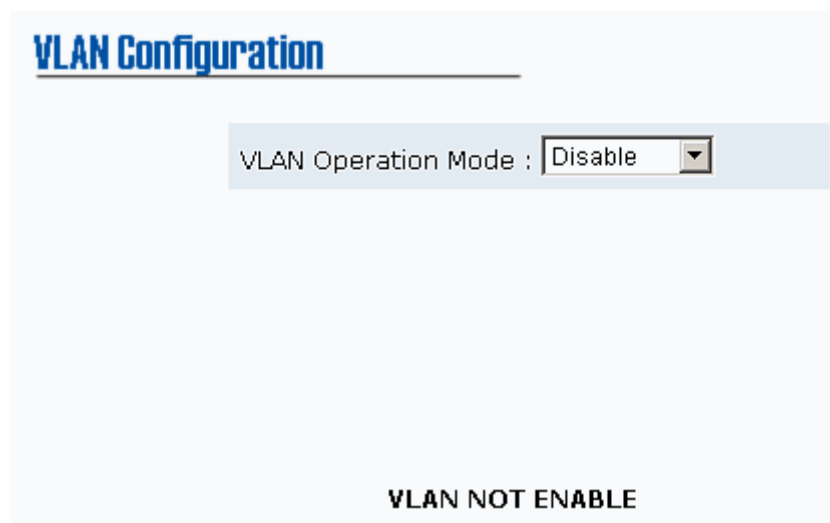 VLAN Configuration
VLAN Operation Mode : Disable
VLAN NOT ENABLE